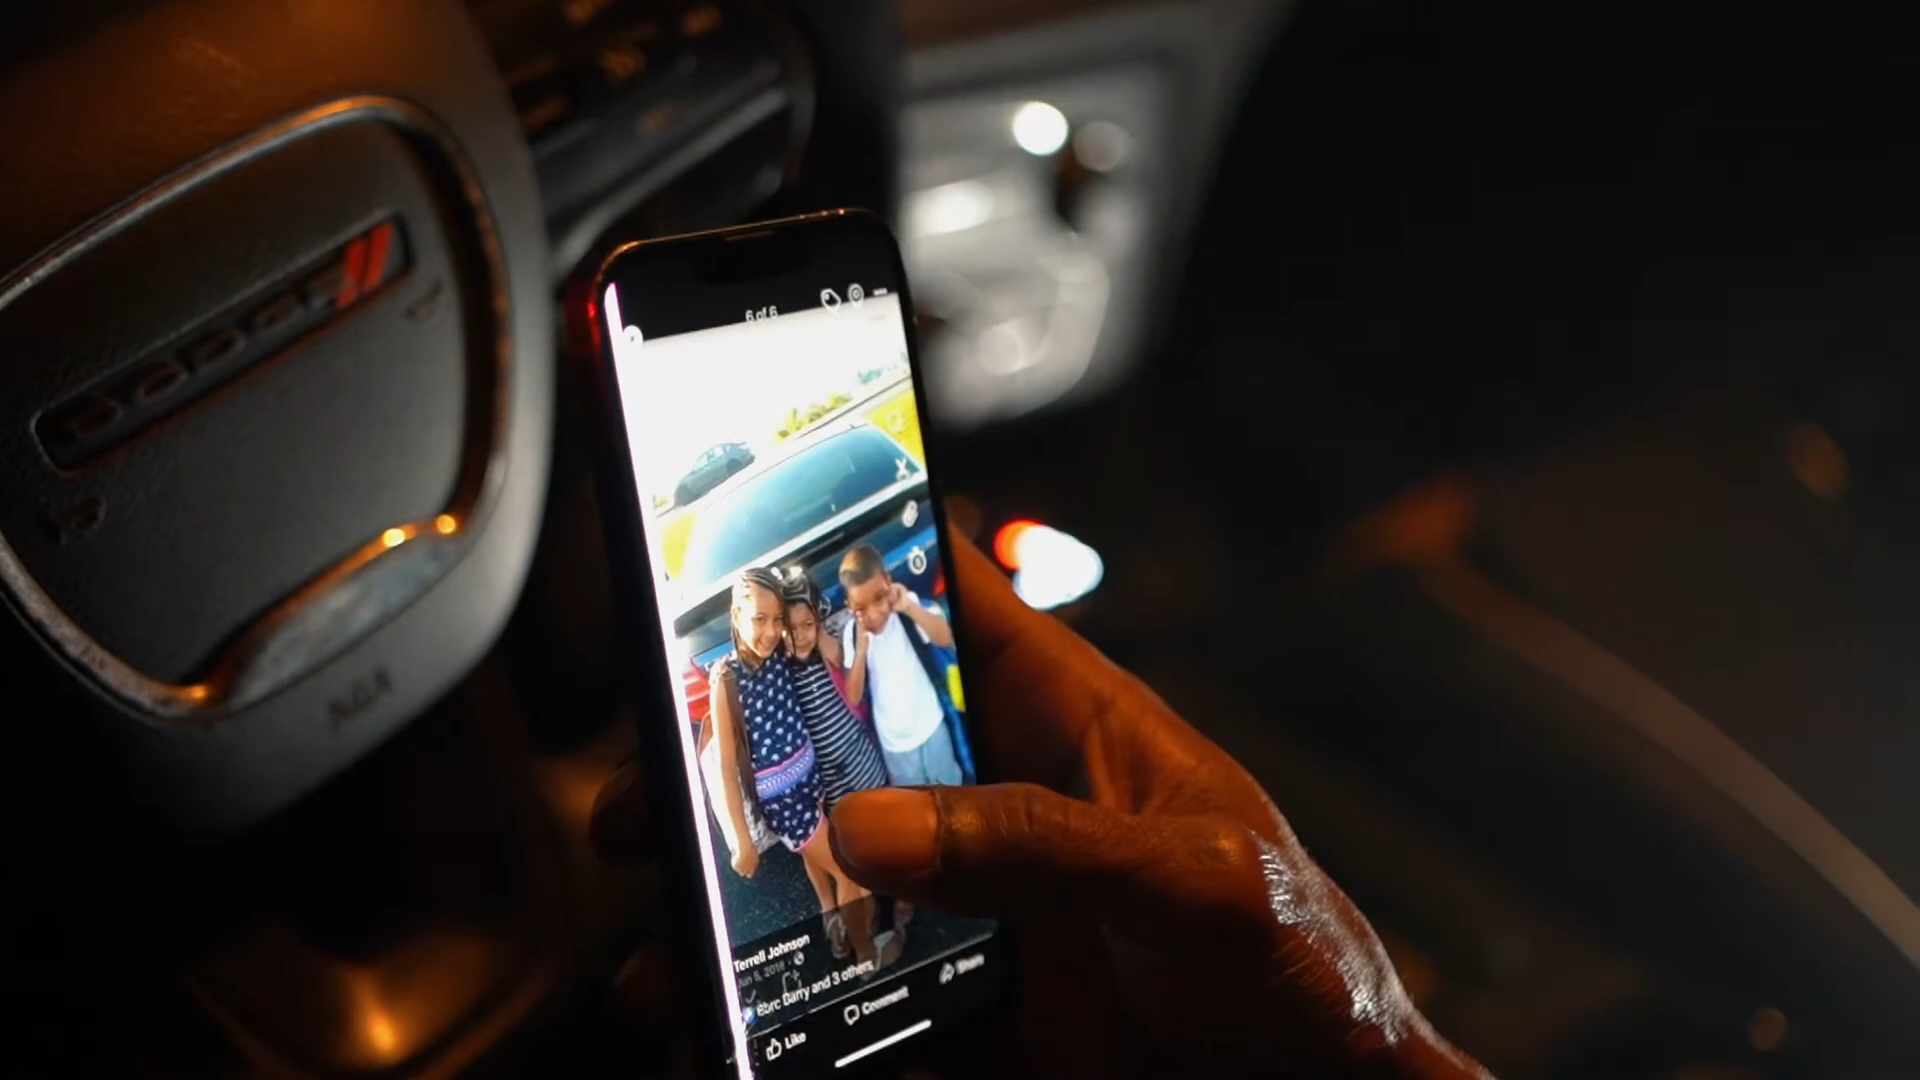 DODGE
6 of 6
Terrell Johnson
Jun 5, 2018
and 3 others
Like
Comment
Share